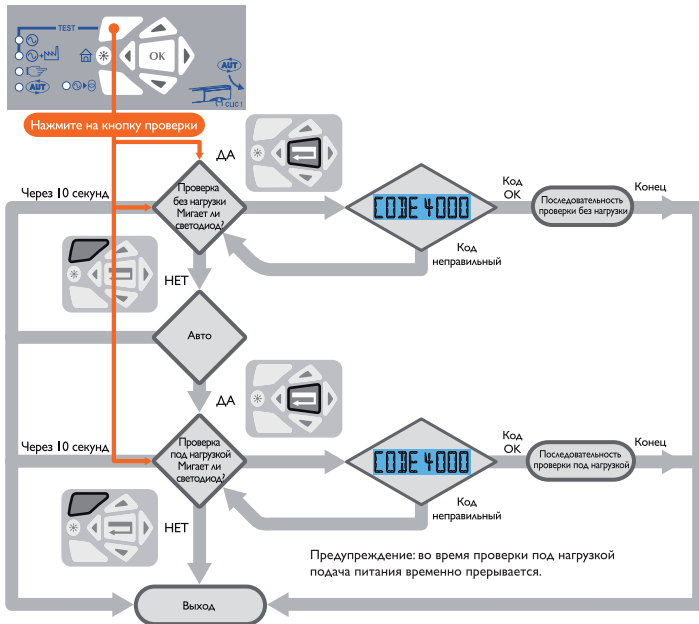 TEST
OK
AUT
AUT
CLIC !
Нажмите на кнопку проверки
ДА
Через 10 секунд
Проверка
без нагрузки
Мигает ли
светодиод?
CODE 4000
Код
OK
Последовательность
проверки без нагрузки
Конец
Код
неправильный
НЕТ
Авто
ДА
Через 10 секунд
Проверка
под нагрузкой
Мигает ли
светодиод?
CODE 4000
Код
OK
Последовательность
проверки под нагрузкой
Конец
Код
неправильный
НЕТ
Предупреждение: во время проверки под нагрузкой
подача питания временно прерывается.
Выход